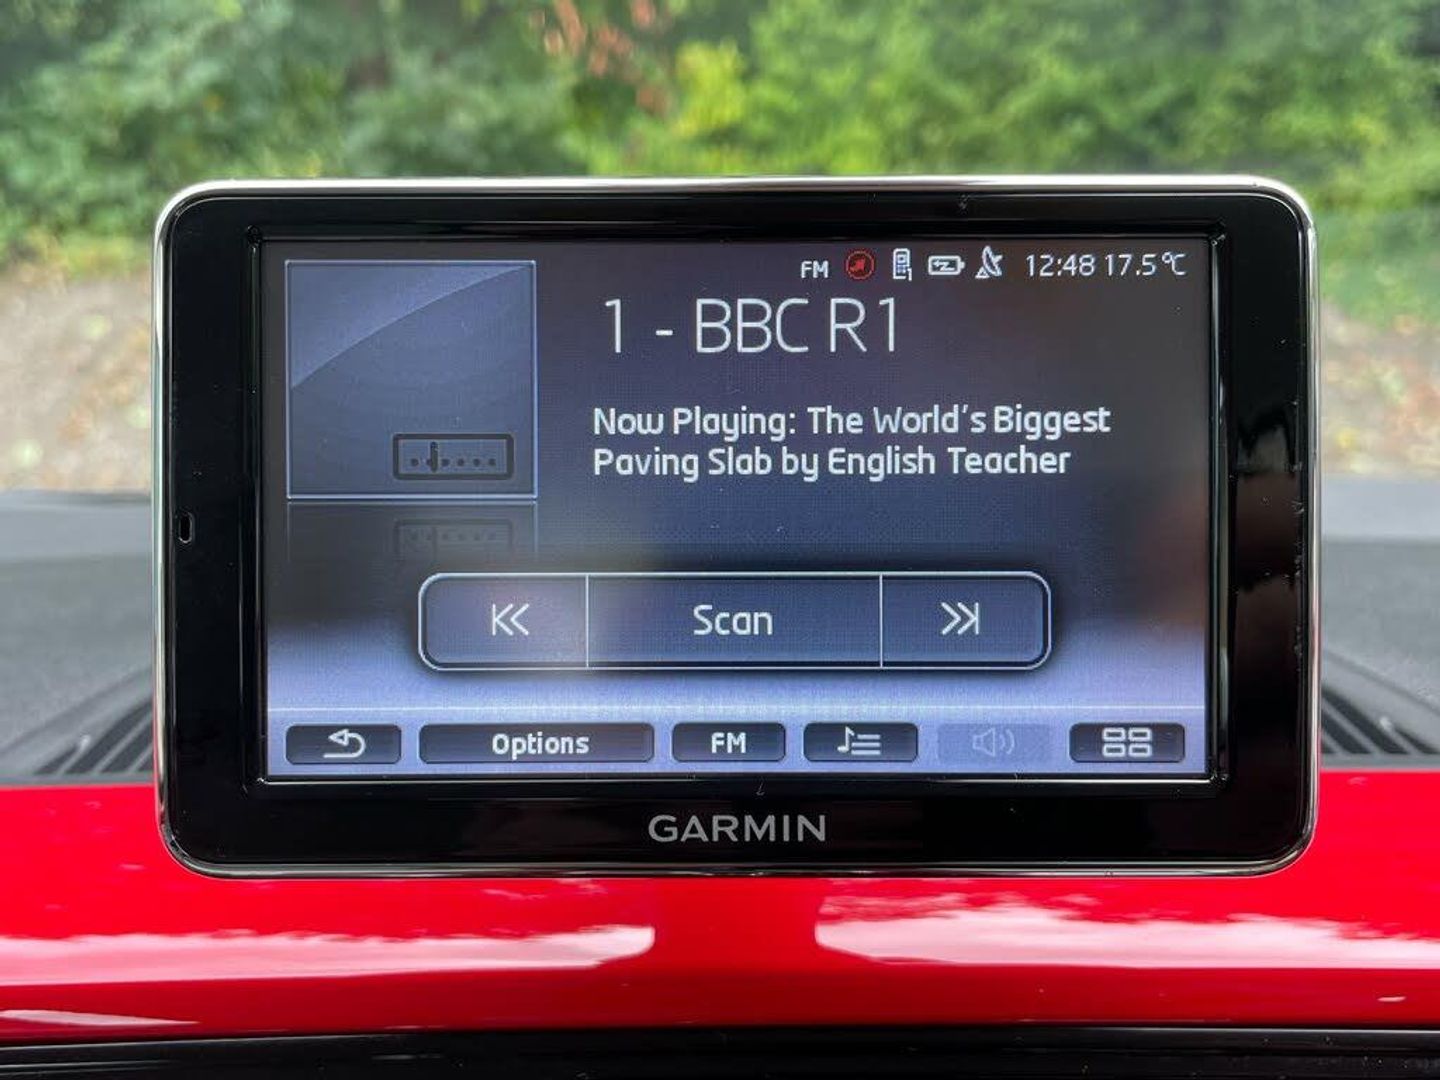 FM 12:48 17.5°C
1 - BBC R1
Now Playing: The World's Biggest
Paving Slab by English Teacher
Scan
Options
FM
GARMIN